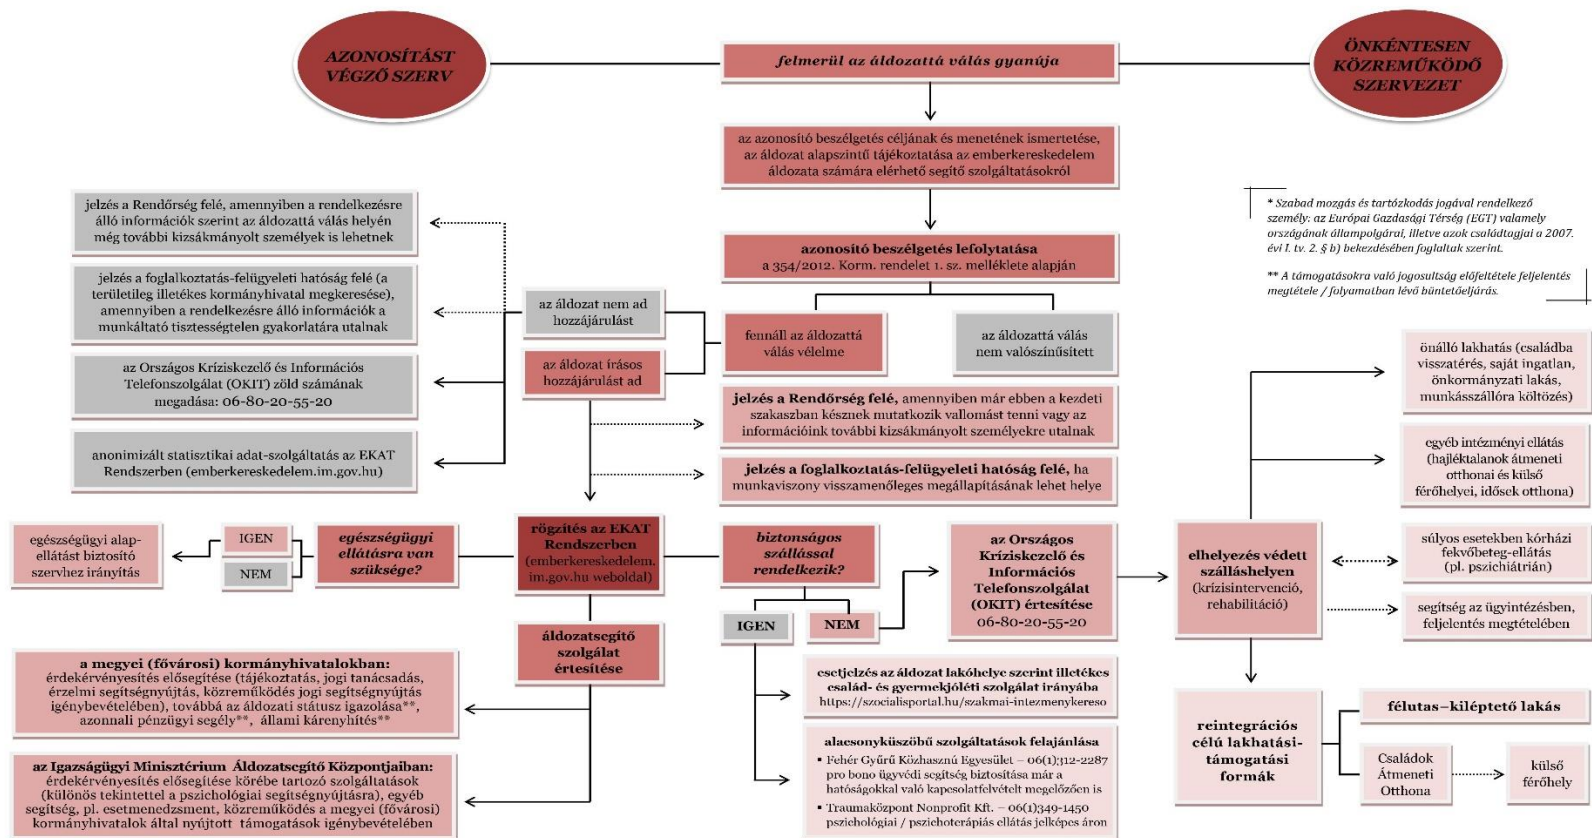 AZONOSÍTÁST
VÉGZŐ SZERV
felmerül az áldozattá válás gyanúja
ÖNKÉNTESEN
KÖZREMŰKÖDŐ
SZERVEZET
az azonosító beszélgetés céljának és menetének ismertetése,
az áldozat alapszintű tájékoztatása az emberkereskedelem
áldozata számára elérhető segítő szolgáltatásokról
azonosító beszélgetés lefolytatása
a 354/2012. Korm. rendelet 1. sz. melléklete alapján
* Szabad mozgás és tartózkodás jogával rendelkező
személy: az Európai Gazdasági Térség (EGT) valamely
országának állampolgárai, illetve azok családtagjai a 2007.
évi I. tv. 2. § b) bekezdésében foglaltak szerint.
** A támogatásokra való jogosultság előfeltétele feljelentés
megtétele / folyamatban lévő büntetőeljárás.
jelzés a Rendőrség felé, amennyiben a rendelkezésre
álló információk szerint az áldozattá válás helyén
még további kizsákmányolt személyek is lehetnek
jelzés a foglalkoztatás-felügyeleti hatóság felé (a
területileg illetékes kormányhivatal megkeresése),
amennyiben a rendelkezésre álló információk a
munkáltató tisztességtelen gyakorlatára utalnak
az Országos Kríziskezelő és Információs
Telefonszolgálat (OKIT) zöld számának
megadása: 06-80-20-55-20
anonimizált statistikai adat-szolgáltatás az EKAT
Rendszerben (emberkereskedelem.im.gov.hu)
az áldozat nem ad
hozzájárulást
az áldozat írásos
hozzájárulást ad
fennáll az áldozattá
válás vélelme
az áldozattá válás
nem valószínűsített
jelzés a Rendőrség felé, amennyiben már ebben a kezdeti
szakaszban késznek mutatkozik vallomást tenni vagy az
információink további kizsákmányolt személyekre utalnak
jelzés a foglalkoztatás-felügyeleti hatóság felé, ha
munkaviszony visszamenőleges megállapításának lehet helye
egészségügyi alap-
ellátást biztosító
szervhez irányítás
IGEN
NEM
egészségügyi
ellátásra van
szüksége?
rögzítés az EKAT
Rendszerben
(emberkereskedelem.
im.gov.hu weboldal)
biztonságos
szállással
rendelkezik?
IGEN
NEM
az Országos
Kríziskezelő és
Információs
Telefonszolgálat
(OKIT) értesítése
06-80-20-55-20
elhelyezés védett
szálláshelyen
(krízisintervenció,
rehabilitáció)
önálló lakhatás (családba
visszatérés, saját ingatlan,
önkormányzati lakás,
munkásszállóra költözés)
egyéb intézményi ellátás
(hajléktalanok átmeneti
otthonai és külső
férőhelyei, idősek otthona)
súlyos esetekben kórházi
fekvőbeteg-ellátás
(pl. pszichiátrián)
segítség az ügyintézésben,
feljelentés megtételében
áldozatsegítő
szolgálat
értesítése
a megyei (fővárosi) kormányhivatalokban:
érdekérvényesítés elősegítése (tájékoztatás, jogi tanácsadás,
érzelmi segítségnyújtás, közreműködés jogi segítségnyújtás
igénybevételében), továbbá az áldozati státusz igazolása**,
azonnali pénzügyi segély**, állami kárenyhítés**
az Igazságügyi Minisztérium Áldozatsegítő Központjaiban:
érdekérvényesítés elősegítése körébe tartozó szolgáltatások
(különös tekintettel a pszichológiai segítségnyújtásra), egyéb
segítség, pl. esetmenedzsment, közreműködés a megyei (fővárosi)
kormányhivatalok által nyújtott támogatások igénybevételében
esetjelzés az áldozat lakóhelye szerint illetékes
család- és gyermekjóléti szolgálat irányába
https://szocialisportal.hu/szakmai-intezmenykereso
alacsonyküszöbű szolgáltatások felajánlása
▪ Fehér Gyűrű Közhasznú Egyesület – 06(1)312-2287
pro bono ügyvédi segítség biztosítása már a
hatóságokkal való kapcsolatfelvételt megelőzően is
▪ Traumaközpont Nonprofit Kft. – 06(1)349-1450
pszichológiai / pszichoterápiás ellátás jelképes áron
reintegrációs
célú lakhatási-
támogatási
formák
félutas–kiléptető lakás
Családok
Átmeneti
Otthona
külső
férőhely